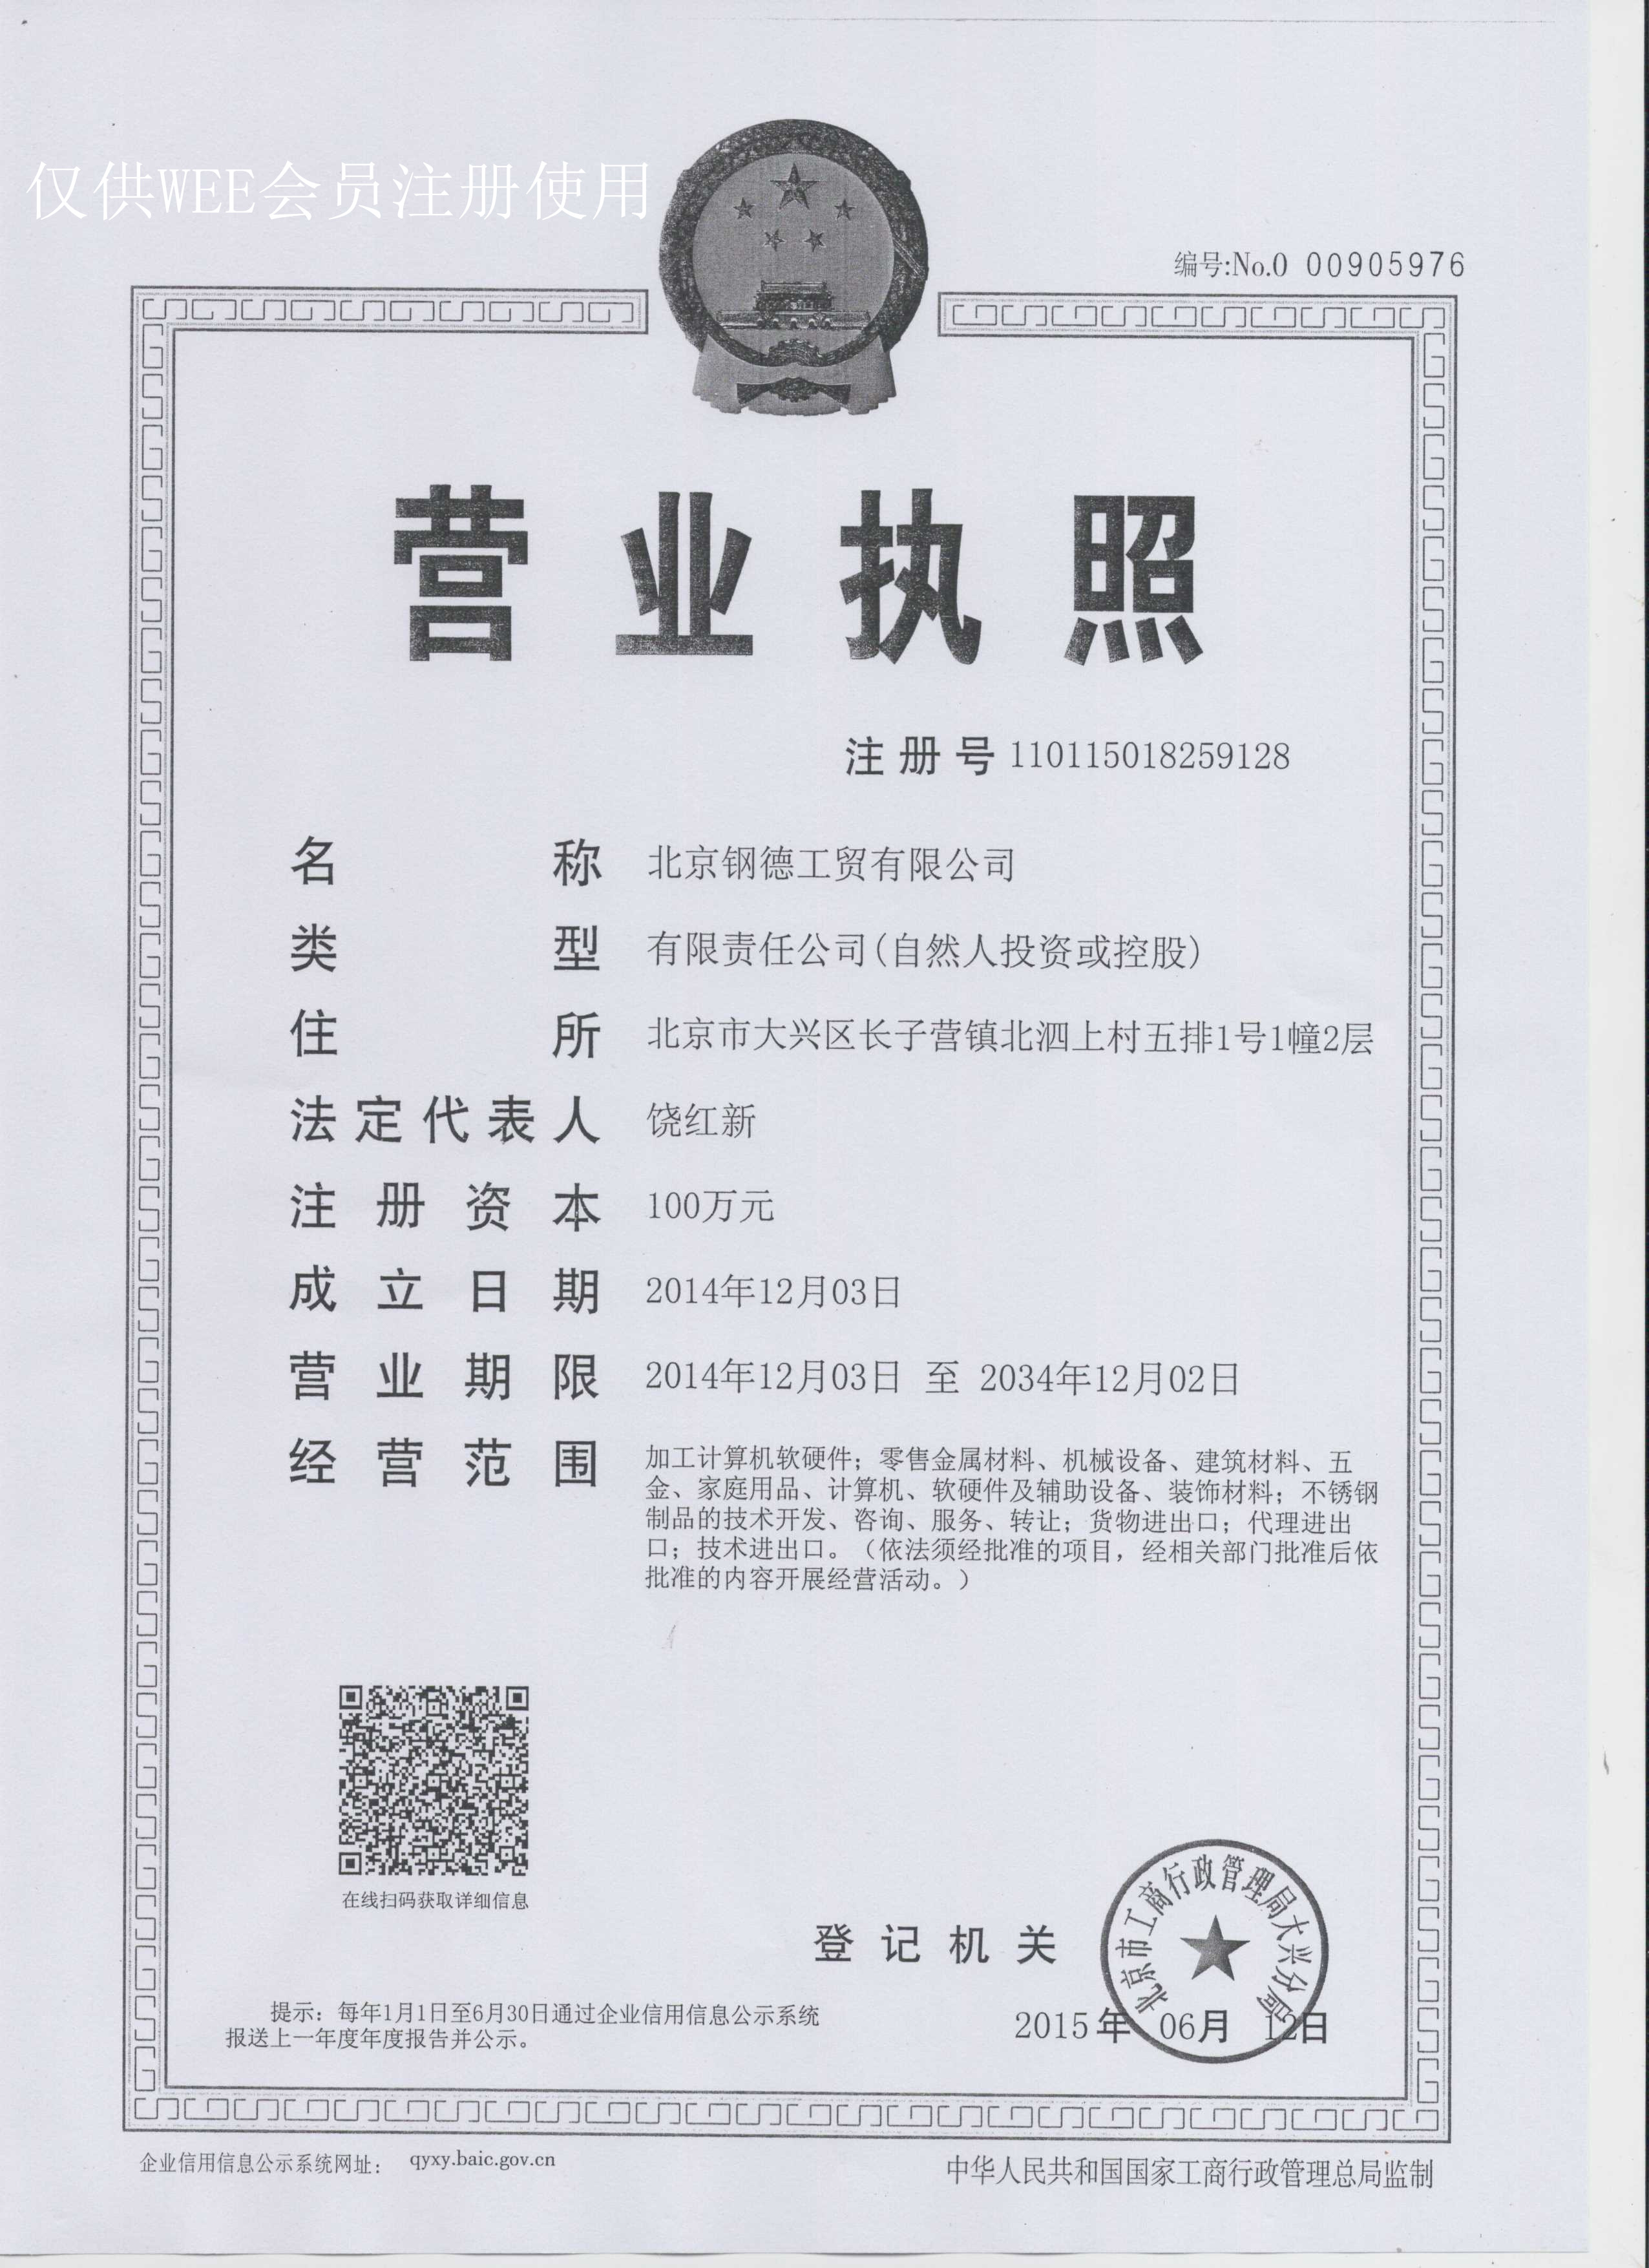 仅供WEE会员注册使用
编号:No.0 00905976
营业执照
注册号 110115018259128
名称 北京钢德工贸有限公司
类型 有限责任公司(自然人投资或控股)
住所 北京市大兴区长子营镇北泗上村五排1号1幢2层
法定代表人 饶红新
注册资本 100万元
成立日期 2014年12月03日
营业期限 2014年12月03日 至 2034年12月02日
经营范围 加工计算机软硬件；零售金属材料、机械设备、建筑材料、五
金、家庭用品、计算机、软硬件及辅助设备、装饰材料；不锈钢
制品的技术开发、咨询、服务、转让；货物进出口；代理进出
口；技术进出口。（依法须经批准的项目，经相关部门批准后依
批准的内容开展经营活动。）
在线扫码获取详细信息
登记机关
北京市工商行政管理局大兴分局
2015年 06月 12日
提示：每年1月1日至6月30日通过企业信用信息公示系统
报送上一年度年度报告并公示。
企业信用信息公示系统网址： qyxy.baic.gov.cn
中华人民共和国国家工商行政管理总局监制